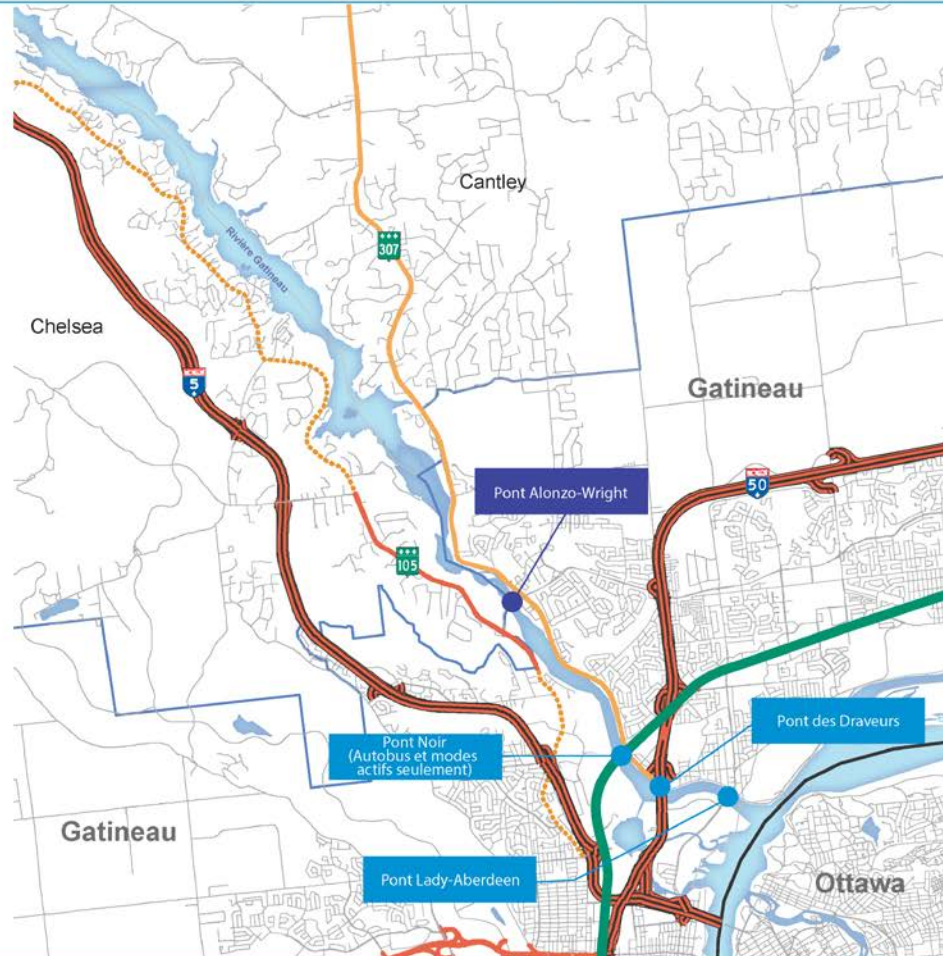 Cantley
307
Rivière Gatineau
Chelsea
5
Gatineau
50
Pont Alonzo-Wright
105
Pont des Draveurs
Pont Noir
(Autobus et modes
actifs seulement)
Gatineau
Pont Lady-Aberdeen
Ottawa